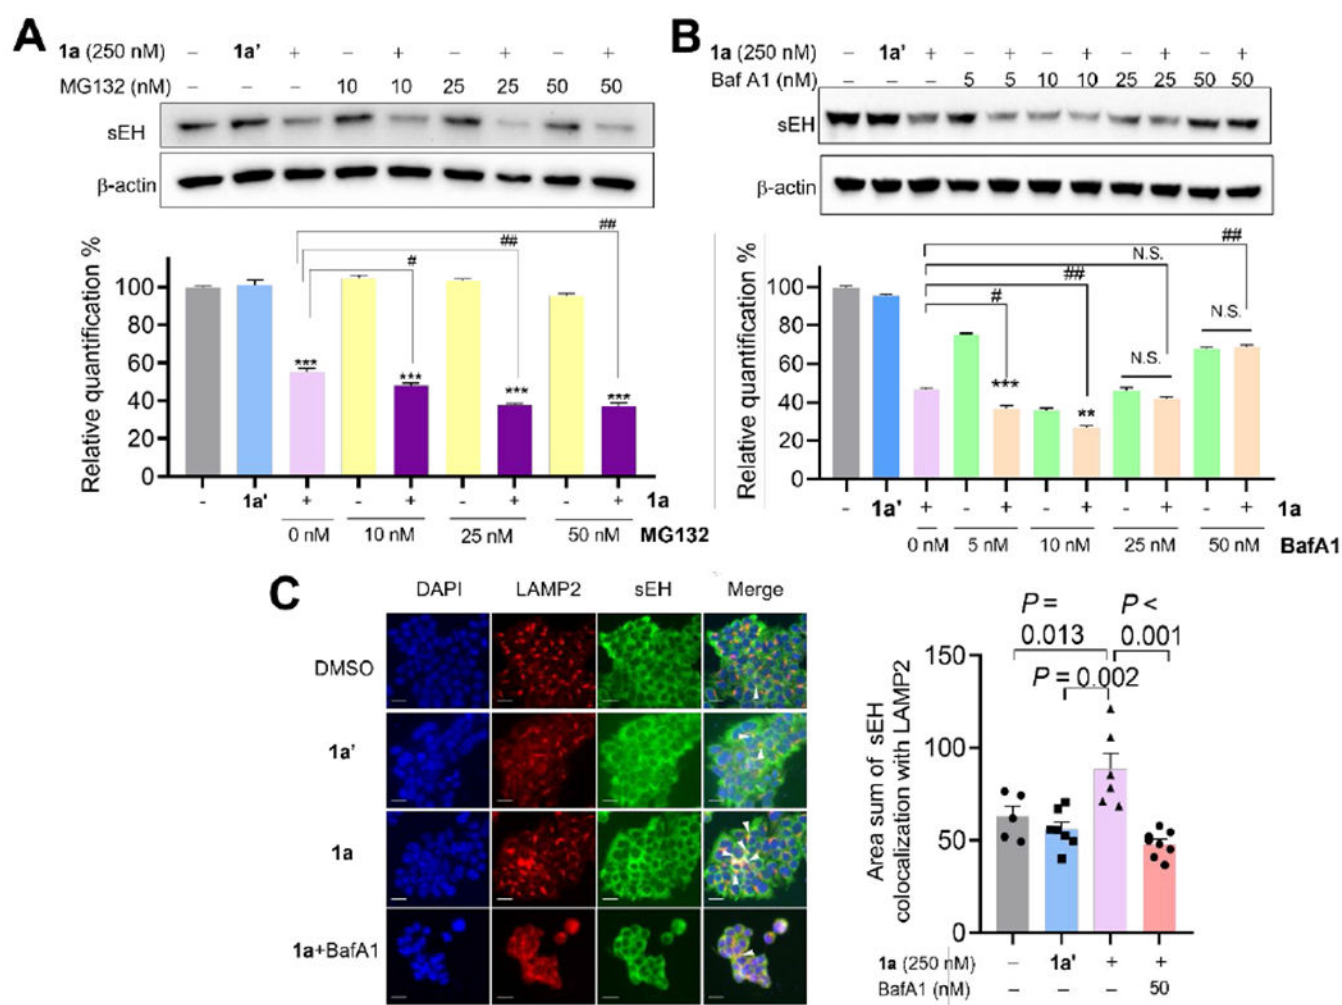 A
1a (250 nM) – 1a' + – + – + – +
MG132 (nM) – – – 10 10 25 25 50 50
sEH
β-actin
Relative quantification %
100
80
60
40
20
0
*** *** *** ***
# ## ##
- 1a' + - + - + - + 1a
0 nM 10 nM 25 nM 50 nM MG132
B
1a (250 nM) – 1a' + – + – + – + – +
Baf A1 (nM) – – – 5 5 10 10 25 25 50 50
sEH
β-actin
Relative quantification %
100
80
60
40
20
0
# ## N.S. ##
*** ** N.S. N.S.
- 1a' + - + - + - + - + 1a
0 nM 5 nM 10 nM 25 nM 50 nM BafA1
C
DAPI LAMP2 sEH Merge
DMSO
1a'
1a
1a+BafA1
Area sum of sEH
colocalization with LAMP2
150
100
50
0
P =
0.013
P <
0.001
P = 0.002
1a (250 nM) – 1a' + +
BafA1 (nM) – – – 50